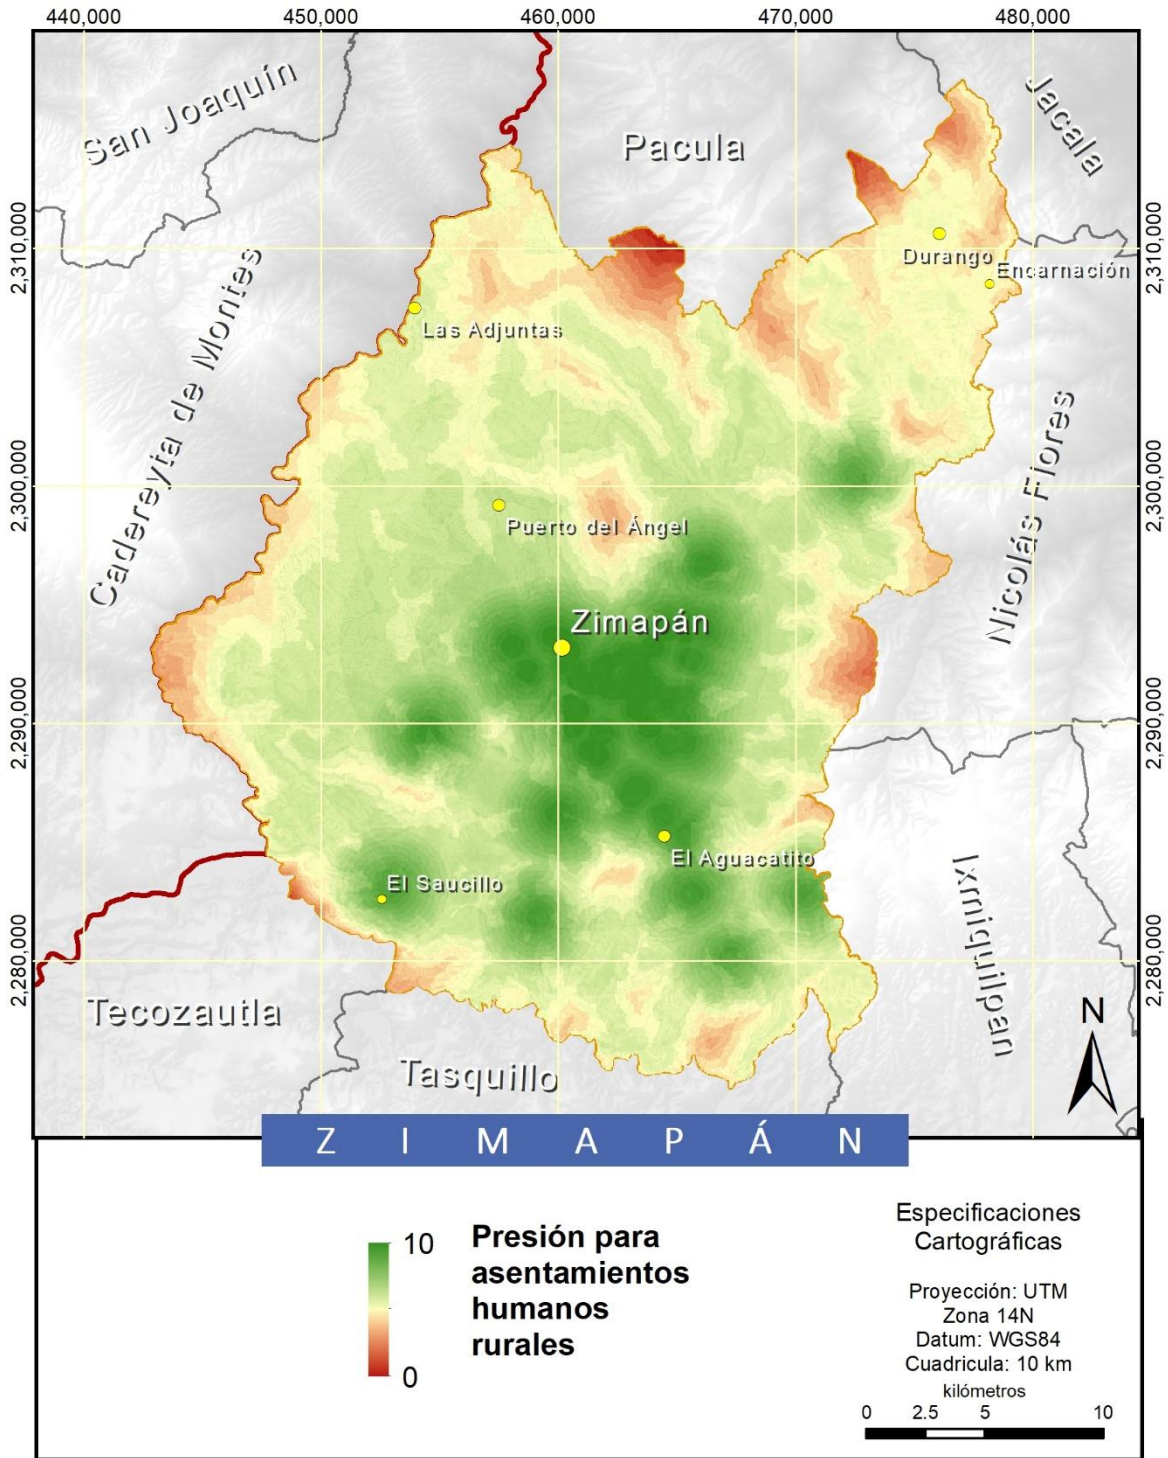 440,000
450,000
460,000
470,000
480,000
San Joaquín
Pacula
Jacala
2,310,000
2,310,000
Durango
Encarnación
Las Adjuntas
Cadereyta de Montes
Nicolás Flores
2,300,000
2,300,000
Puerto del Ángel
Zimapán
2,290,000
2,290,000
El Aguacatito
El Saucillo
Ixmiquilpan
2,280,000
2,280,000
Tecozautla
Tasquillo
N
Z I M A P Á N
10
0
Presión para
asentamientos
humanos
rurales
Especificaciones
Cartográficas
Proyección: UTM
Zona 14N
Datum: WGS84
Cuadricula: 10 km
kilómetros
0 2.5 5 10